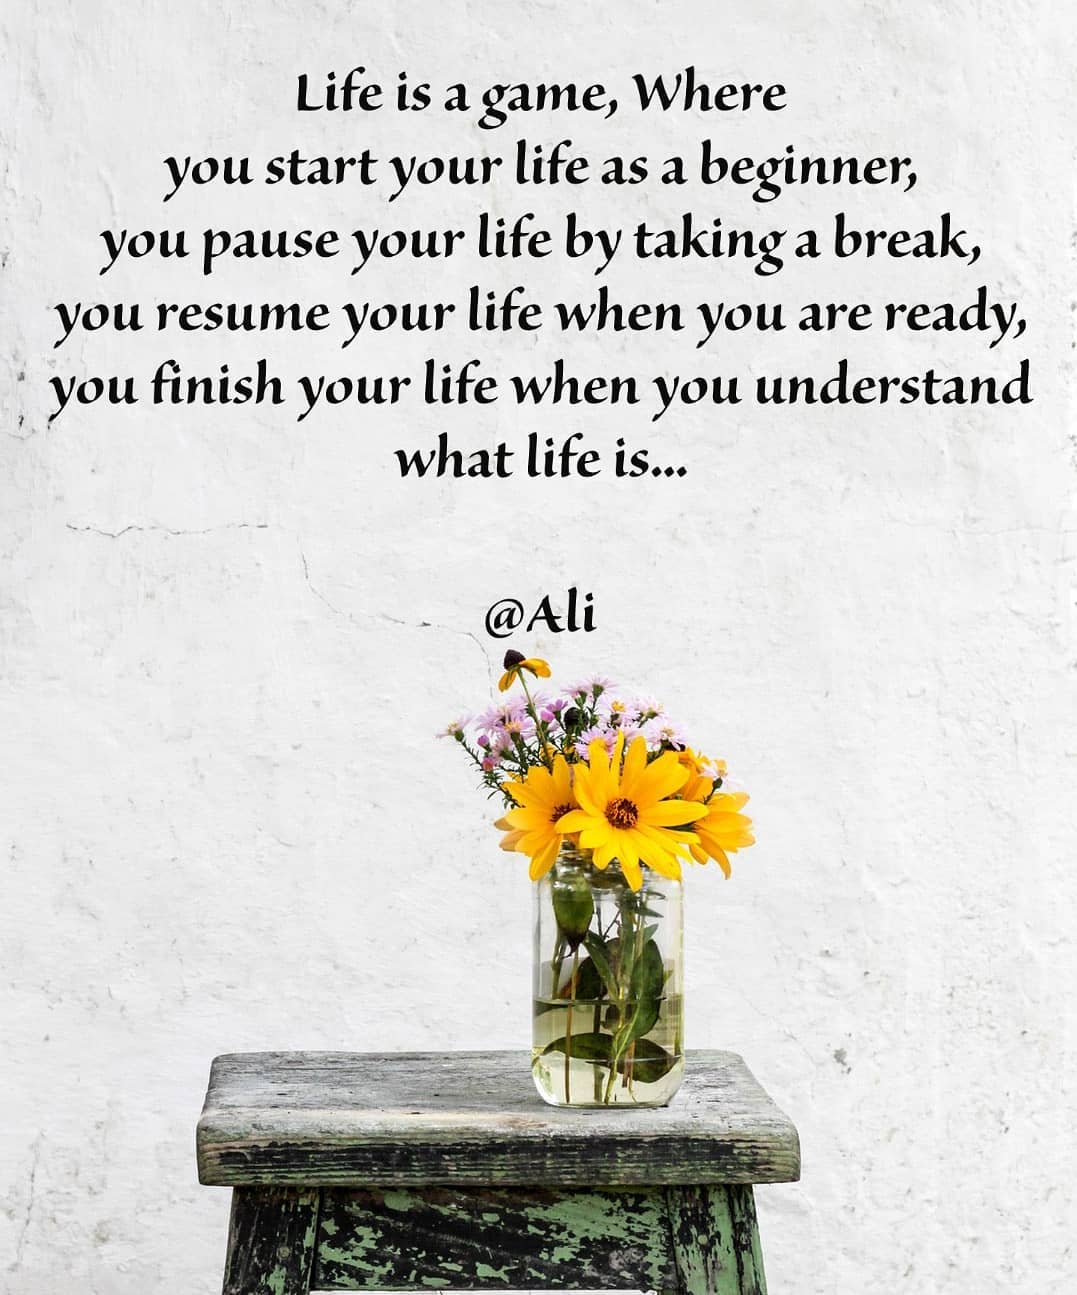 Life is a game, Where
you start your life as a beginner,
you pause your life by taking a break,
you resume your life when you are ready,
you finish your life when you understand
what life is...
@Ali